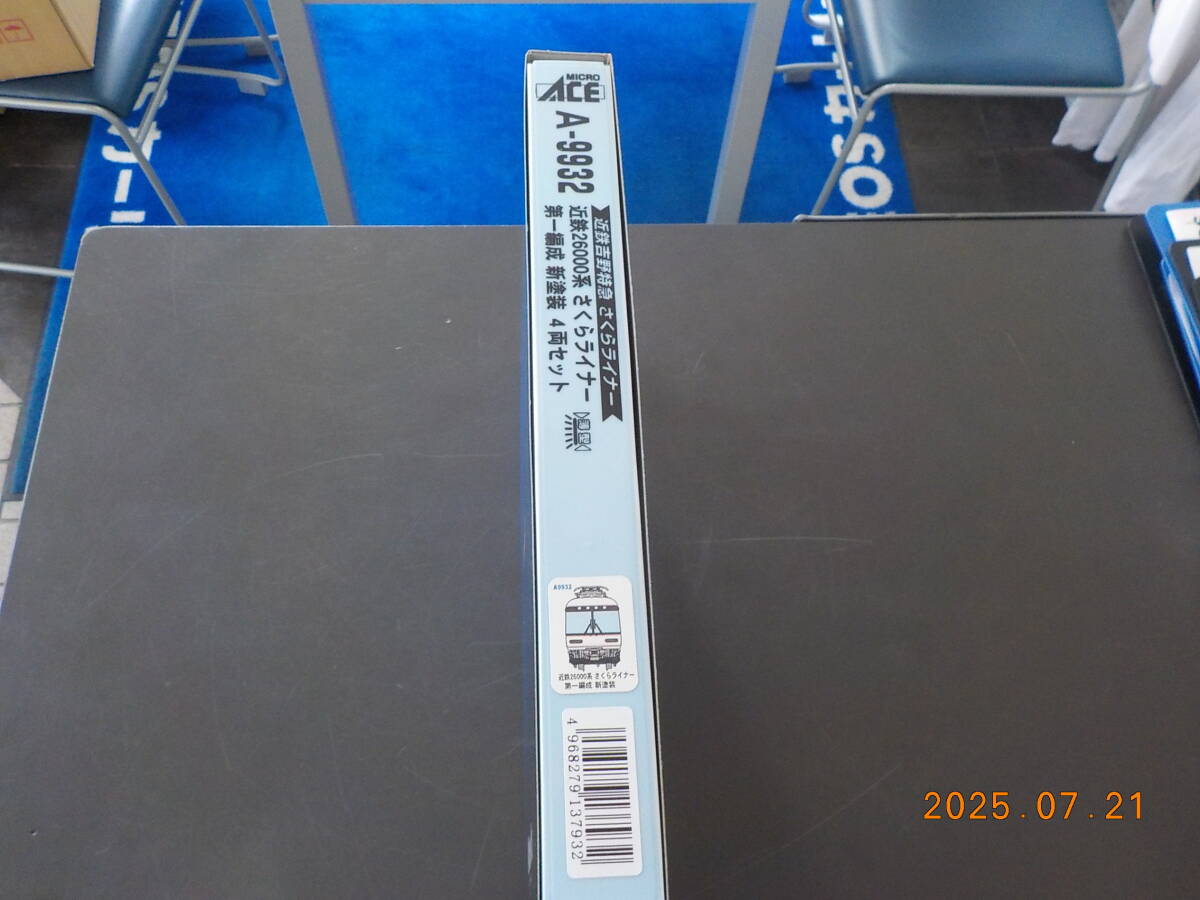 MICRO
ACE
A-9932
近鉄吉野特急 さくらライナー
近鉄26000系 さくらライナー
第一編成 新塗装 4両セット
A9932
近鉄26000系 さくらライナー
第一編成 新塗装
4 968279 137932
2025.07.21